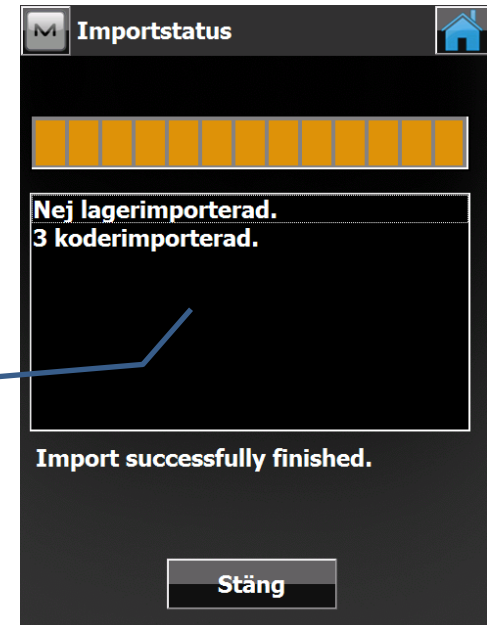 M Importstatus
Nej lagerimporterad.
3 koderimporterad.
Import successfully finished.
Stäng